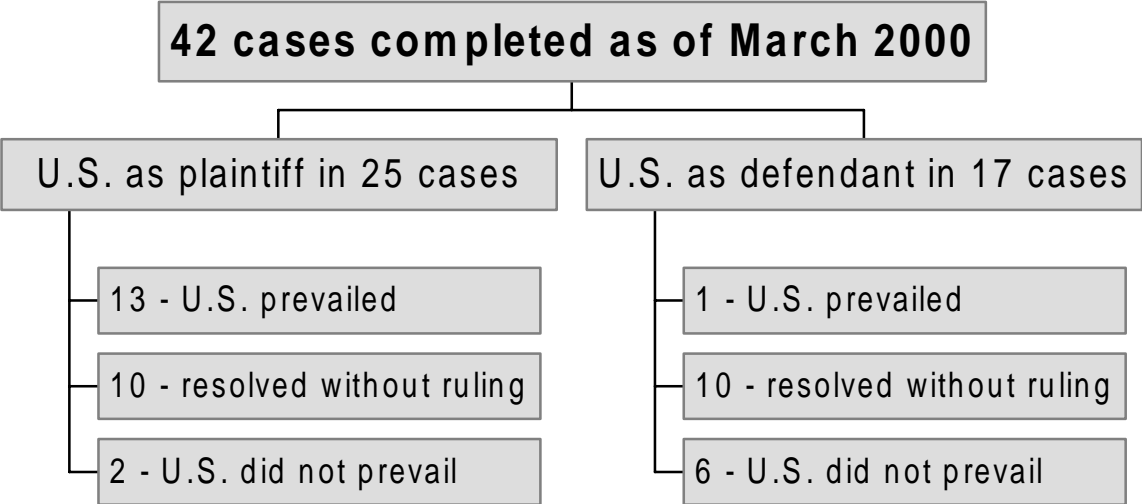 42 cases completed as of March 2000
U.S. as plaintiff in 25 cases
13 - U.S. prevailed
10 - resolved without ruling
2 - U.S. did not prevail
U.S. as defendant in 17 cases
1 - U.S. prevailed
10 - resolved without ruling
6 - U.S. did not prevail